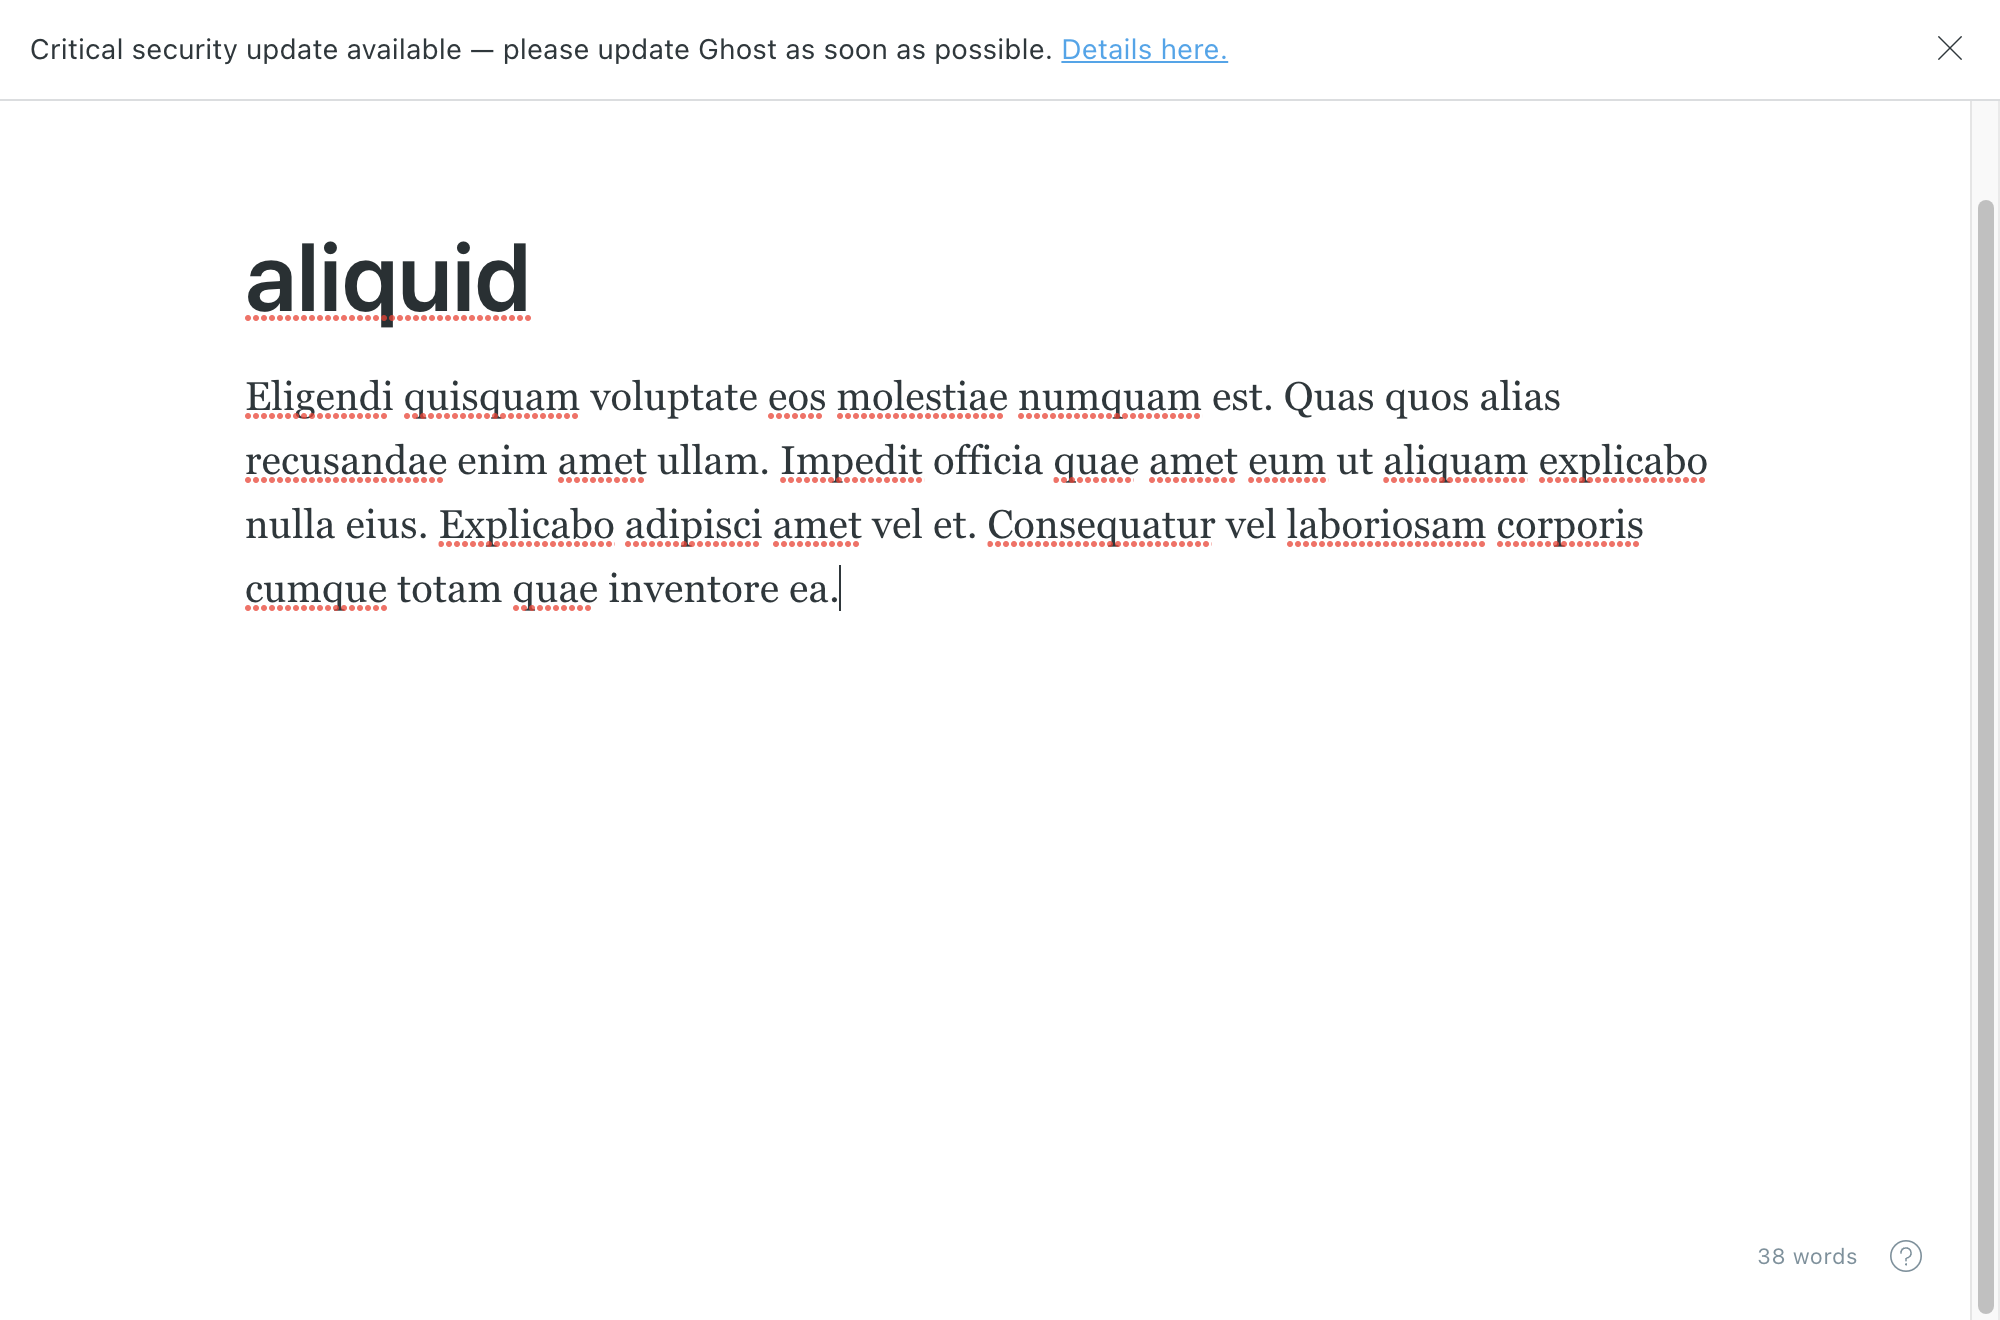 Critical security update available — please update Ghost as soon as possible. Details here.
aliquid
Eligendi quisquam voluptate eos molestiae numquam est. Quas quos alias
recusandae enim amet ullam. Impedit officia quae amet eum ut aliquam explicabo
nulla eius. Explicabo adipisci amet vel et. Consequatur vel laboriosam corporis
cumque totam quae inventore ea.
38 words
?